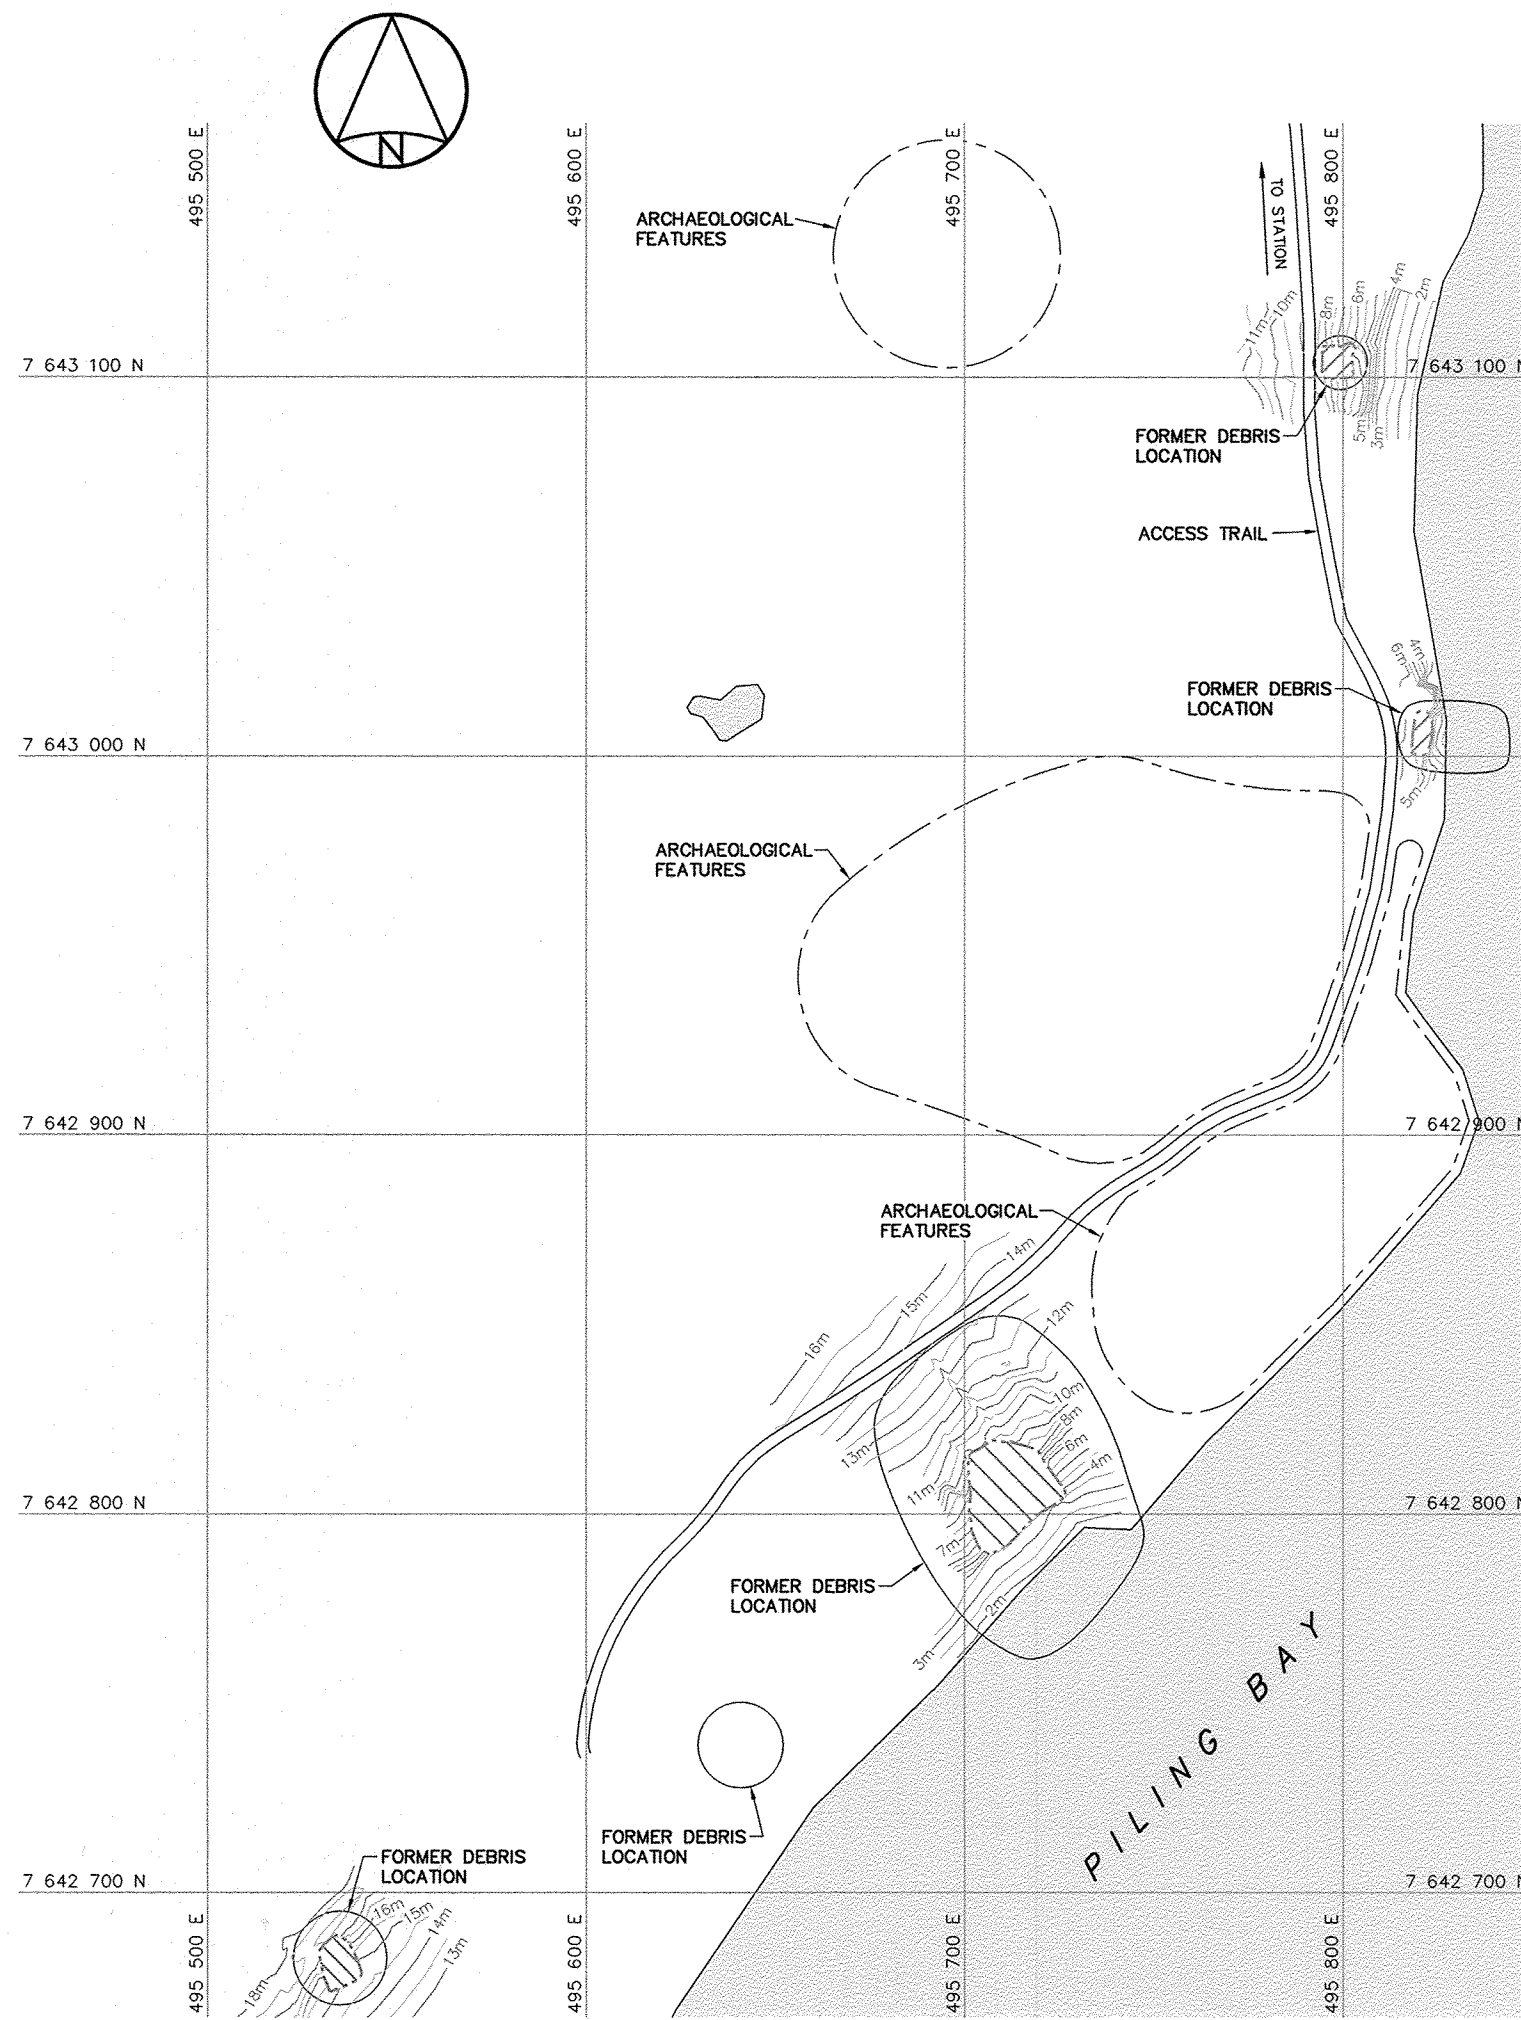 N
495 500 E
495 600 E
495 700 E
495 800 E
TO STATION
ARCHAEOLOGICAL
FEATURES
11m
10m
8m
6m
4m
2m
7 643 100 N
7 643 100 N
5m
3m
FORMER DEBRIS
LOCATION
ACCESS TRAIL
6m
4m
FORMER DEBRIS
LOCATION
7 643 000 N
5m
ARCHAEOLOGICAL
FEATURES
7 642 900 N
7 642 900 N
ARCHAEOLOGICAL
FEATURES
14m
15m
16m
12m
10m
8m
6m
4m
13m
11m
7m
7 642 800 N
7 642 800 N
FORMER DEBRIS
LOCATION
2m
3m
PILING BAY
FORMER DEBRIS
LOCATION
FORMER DEBRIS
LOCATION
7 642 700 N
7 642 700 N
16m
15m
14m
13m
18m
495 500 E
495 600 E
495 700 E
495 800 E